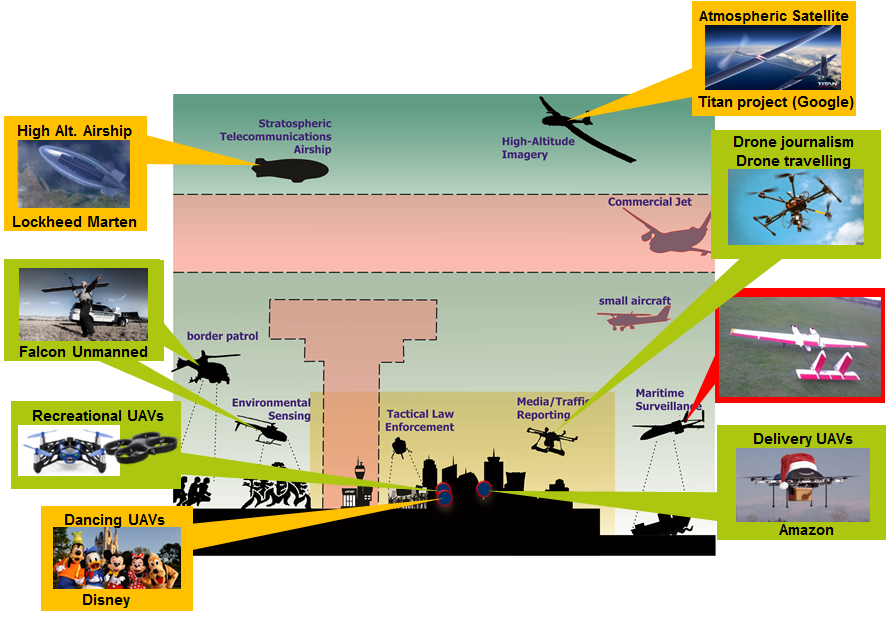 Atmospheric Satellite
TITAN
Titan project (Google)
High Alt. Airship
Lockheed Marten
Stratospheric
Telecommunications
Airship
High-Altitude
Imagery
Drone journalism
Drone travelling
Commercial Jet
Falcon Unmanned
border patrol
small aircraft
Environmental
Sensing
Tactical Law
Enforcement
Media/Traffic
Reporting
Maritime
Surveillance
Recreational UAVs
Delivery UAVs
Amazon
Dancing UAVs
Disney